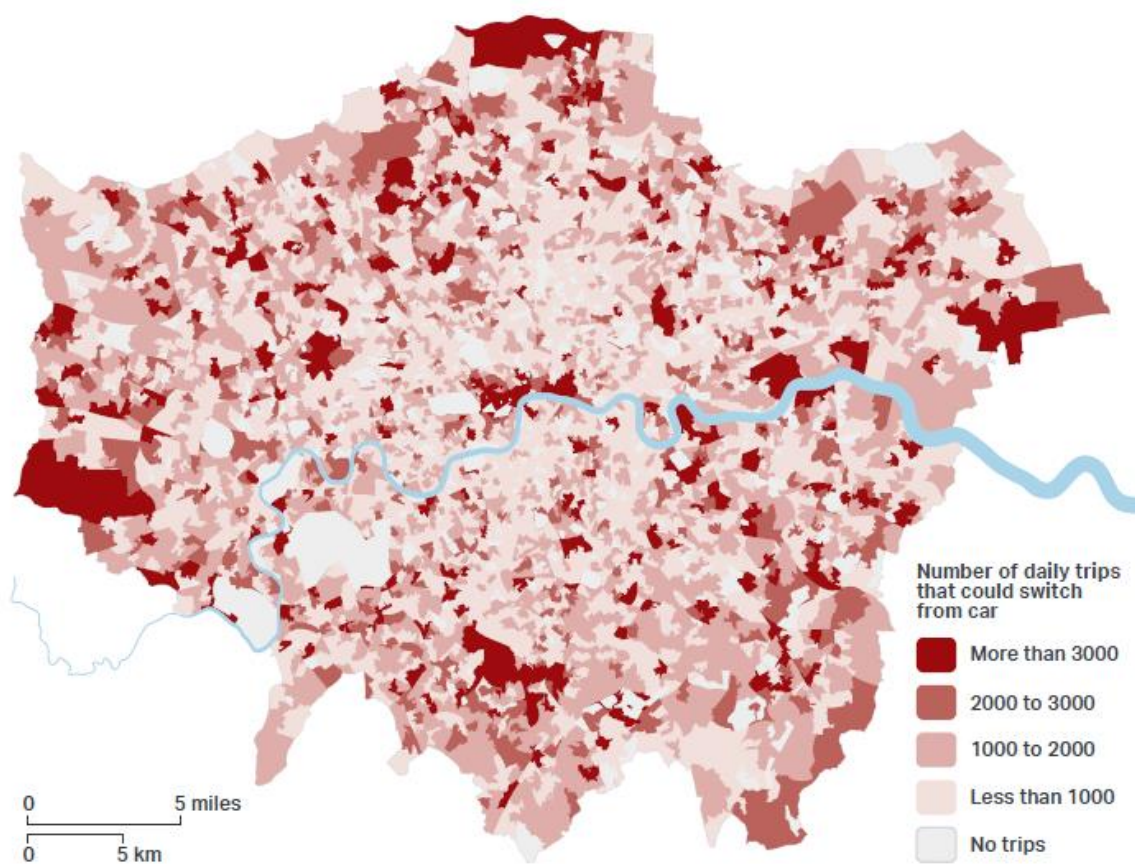 Number of daily trips
that could switch
from car
More than 3000
2000 to 3000
1000 to 2000
Less than 1000
No trips
0 5 miles
0 5 km